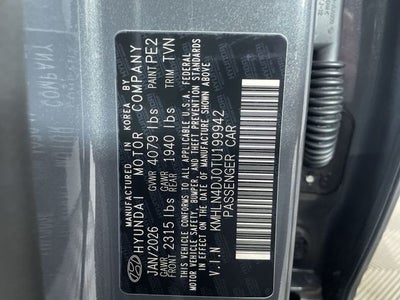 MANUFACTURED IN KOREA BY
HYUNDAI MOTOR COMPANY
JAN/2026 GVWR 4079 lbs PAINT PE2
GAWR FRONT 2315 lbs GAWR REAR 1940 lbs TRIM TVN
THIS VEHICLE CONFORMS TO ALL APPLICABLE U.S.A. FEDERAL
MOTOR VEHICLE SAFETY, BUMPER, AND THEFT PREVENTION STANDARDS
IN EFFECT ON THE DATE OF MANUFACTURE SHOWN ABOVE.
V.I.N KMHLN4DJ0TU199942
PASSENGER CAR